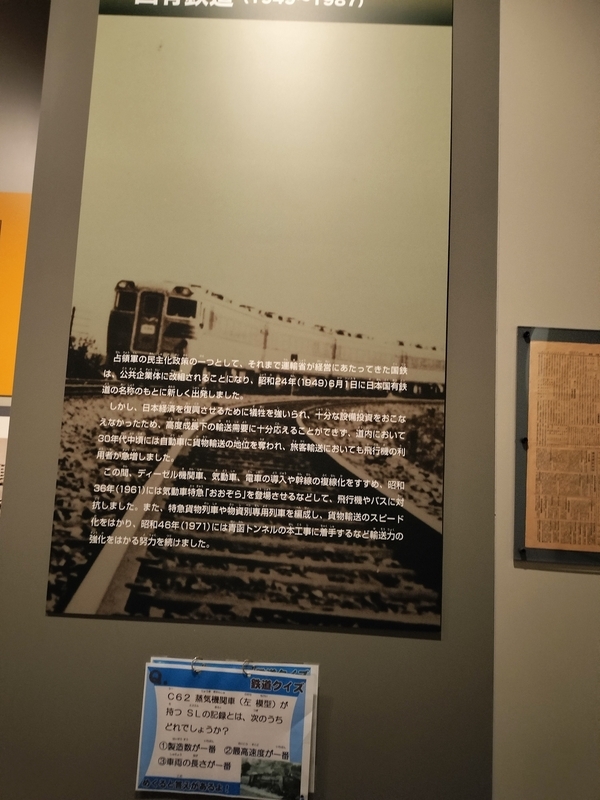 国有鉄道(1949~1987)
占領軍の民主化政策の一つとして、それまで運輸省が経営にあたってきた国鉄
は、公共企業体に改組されることになり、昭和24年(1949)6月1日に日本国有鉄
道の名称のもとに新しく出発しました。
しかし、日本経済を復興させるために犠牲を強いられ、十分な設備投資をおこな
えなかったため、高度成長下の輸送需要に十分応えることができず、道内において
30年代中頃には自動車に貨物輸送の地位を奪われ、旅客輸送においても飛行機の利
用者が急増しました。
この間、ディーゼル機関車、気動車、電車の導入や幹線の複線化をすすめ、昭和
36年(1961)には気動車特急「おおぞら」を登場させるなどして、飛行機やバスに対
抗しました。また、特急貨物列車や物資別専用列車を編成し、貨物輸送のスピード
化をはかり、昭和46年(1971)には青函トンネルの本工事に着手するなど輸送力の
強化をはかる努力を続けました。
鉄道クイズ
C62 蒸気機関車(左 模型)が
持つ SLの記録とは、次のうち
どれでしょうか?
①製造数が一番 ②最高速度が一番
③車両の長さが一番
めくると答えがあるよ!